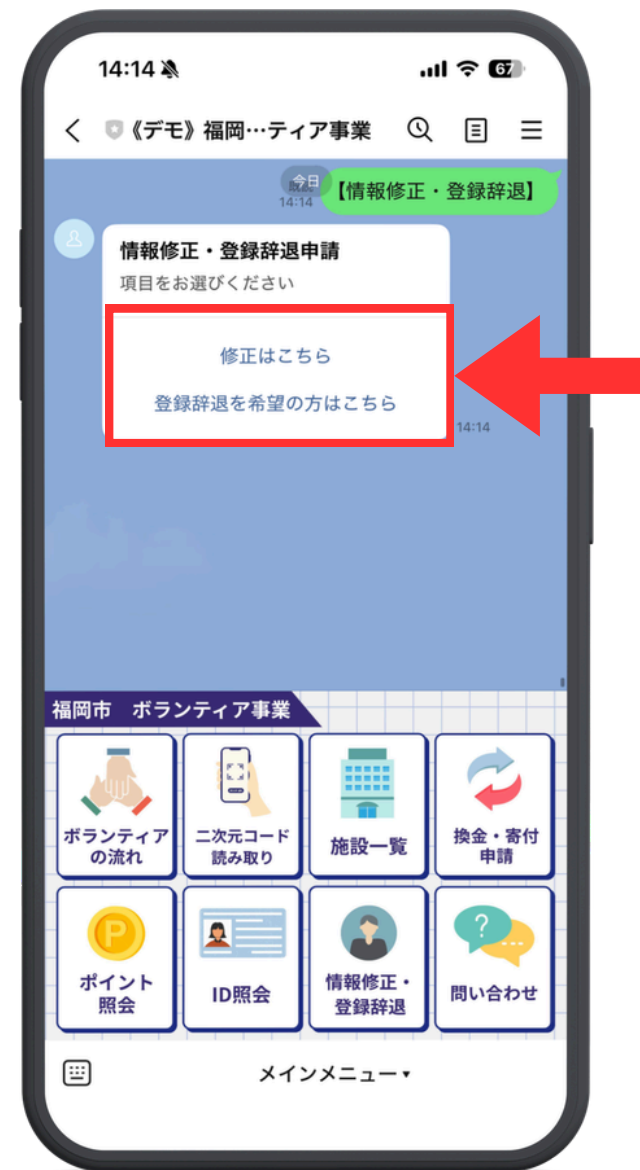 14:14
67
《デモ》福岡…ティア事業
今日
既読
14:14
【情報修正・登録辞退】
情報修正・登録辞退申請
項目をお選びください
修正はこちら
登録辞退を希望の方はこちら
14:14
福岡市 ボランティア事業
ボランティア
の流れ
二次元コード
読み取り
施設一覧
換金・寄付
申請
P
ポイント
照会
ID照会
情報修正・
登録辞退
?
問い合わせ
メインメニュー▾